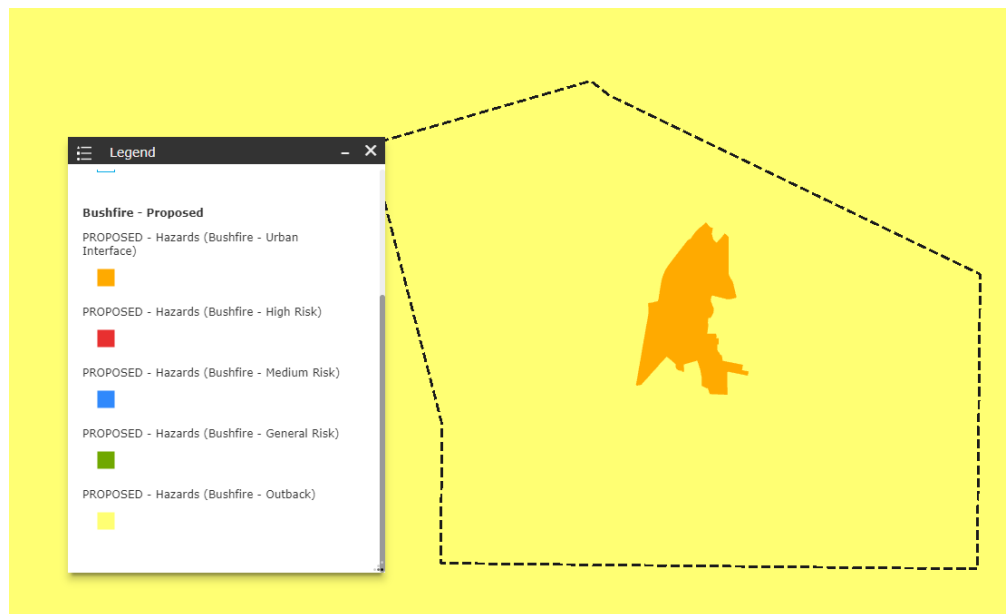 Legend
Bushfire - Proposed
PROPOSED - Hazards (Bushfire - Urban
Interface)
PROPOSED - Hazards (Bushfire - High Risk)
PROPOSED - Hazards (Bushfire - Medium Risk)
PROPOSED - Hazards (Bushfire - General Risk)
PROPOSED - Hazards (Bushfire - Outback)